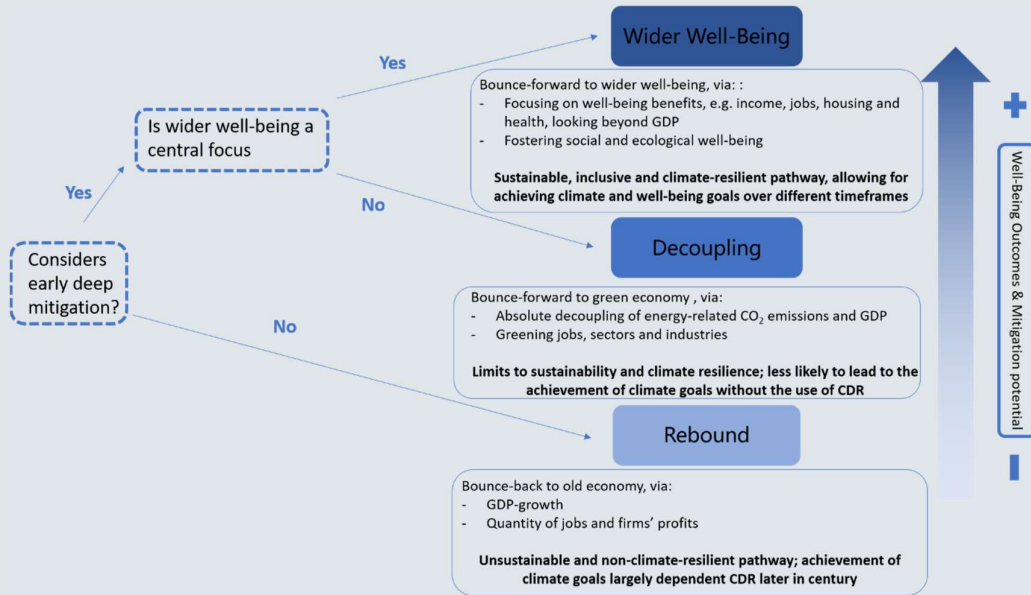 Wider Well-Being
Yes
Bounce-forward to wider well-being, via: :
- Focusing on well-being benefits, e.g. income, jobs, housing and
health, looking beyond GDP
- Fostering social and ecological well-being
Sustainable, inclusive and climate-resilient pathway, allowing for
achieving climate and well-being goals over different timeframes
Is wider well-being a
central focus
Yes
No
Considers
early deep
mitigation?
Decoupling
Bounce-forward to green economy , via:
- Absolute decoupling of energy-related CO₂ emissions and GDP
- Greening jobs, sectors and industries
Limits to sustainability and climate resilience; less likely to lead to the
achievement of climate goals without the use of CDR
No
Rebound
Bounce-back to old economy, via:
- GDP-growth
- Quantity of jobs and firms' profits
Unsustainable and non-climate-resilient pathway; achievement of
climate goals largely dependent CDR later in century
+
Well-Being Outcomes & Mitigation potential
-